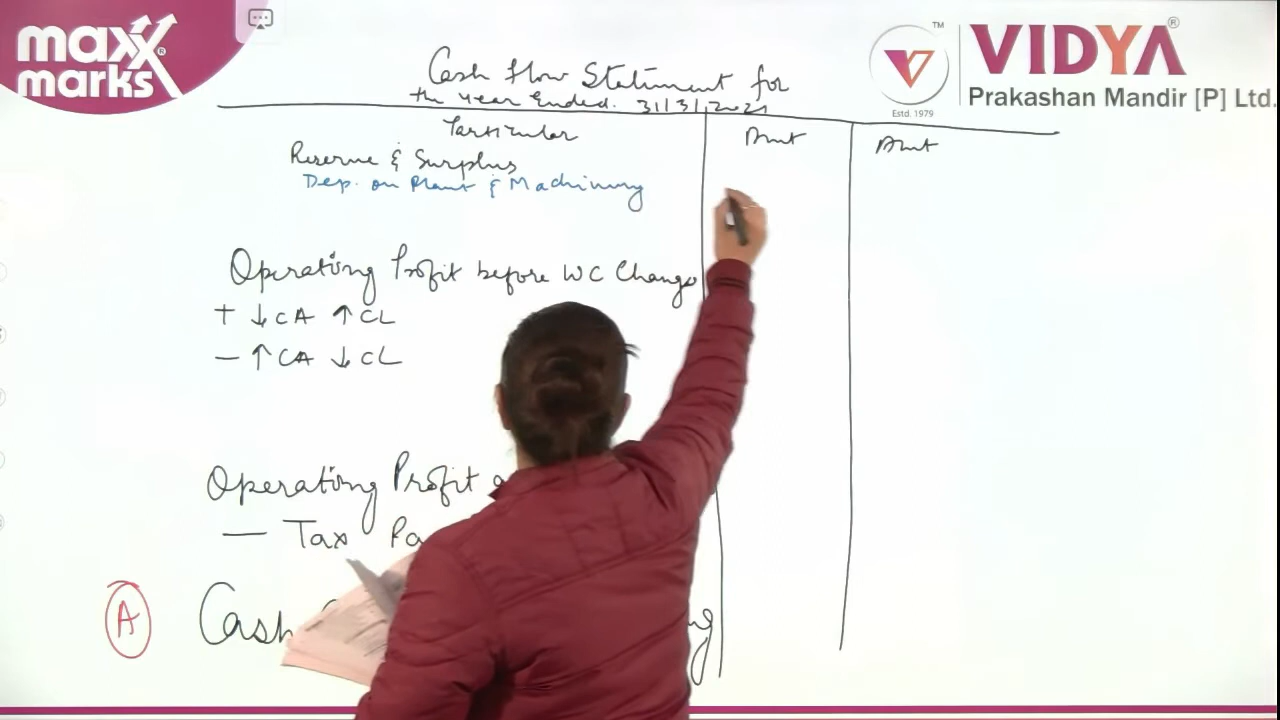 maxx
marks®
™
VIDYA®
Prakashan Mandir [P] Ltd.
Estd. 1979
Cash Flow Statement for
the year Ended. 31/3/2021
Particular
Amt
Amt
Reserve & Surplus
Dep. on Plant & Machinery
Operating Profit before WC Change
+ ↓CA ↑CL
− ↑CA ↓CL
Operating Profit
− Tax
A Cash